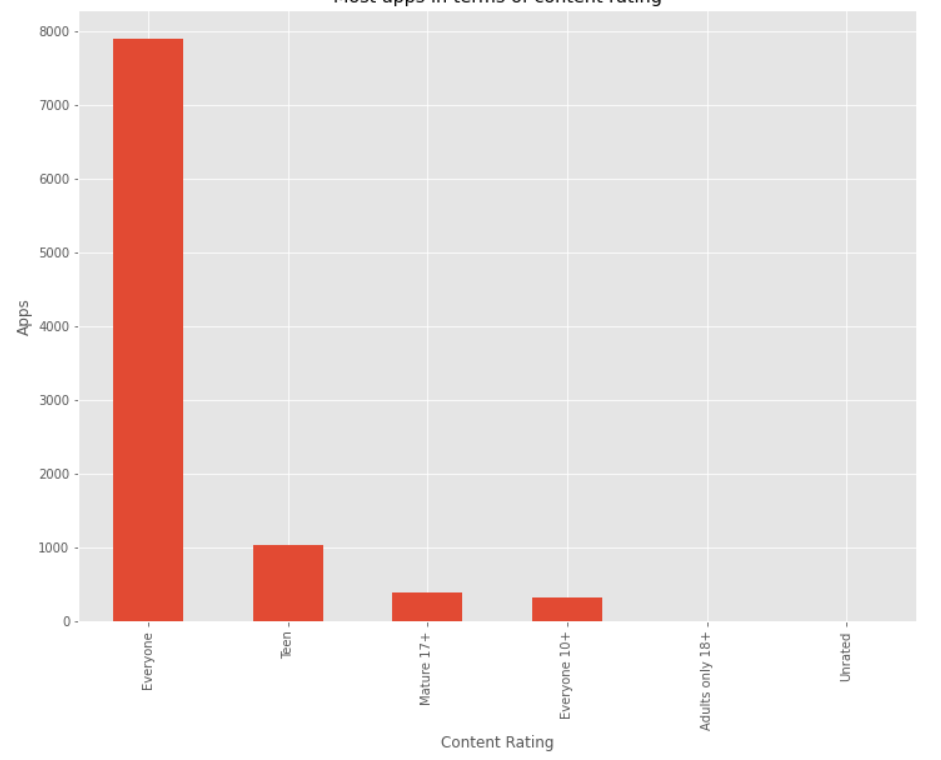 Most apps in terms of content rating
8000
7000
6000
5000
4000
3000
2000
1000
0
Apps
Everyone
Teen
Mature 17+
Everyone 10+
Adults only 18+
Unrated
Content Rating